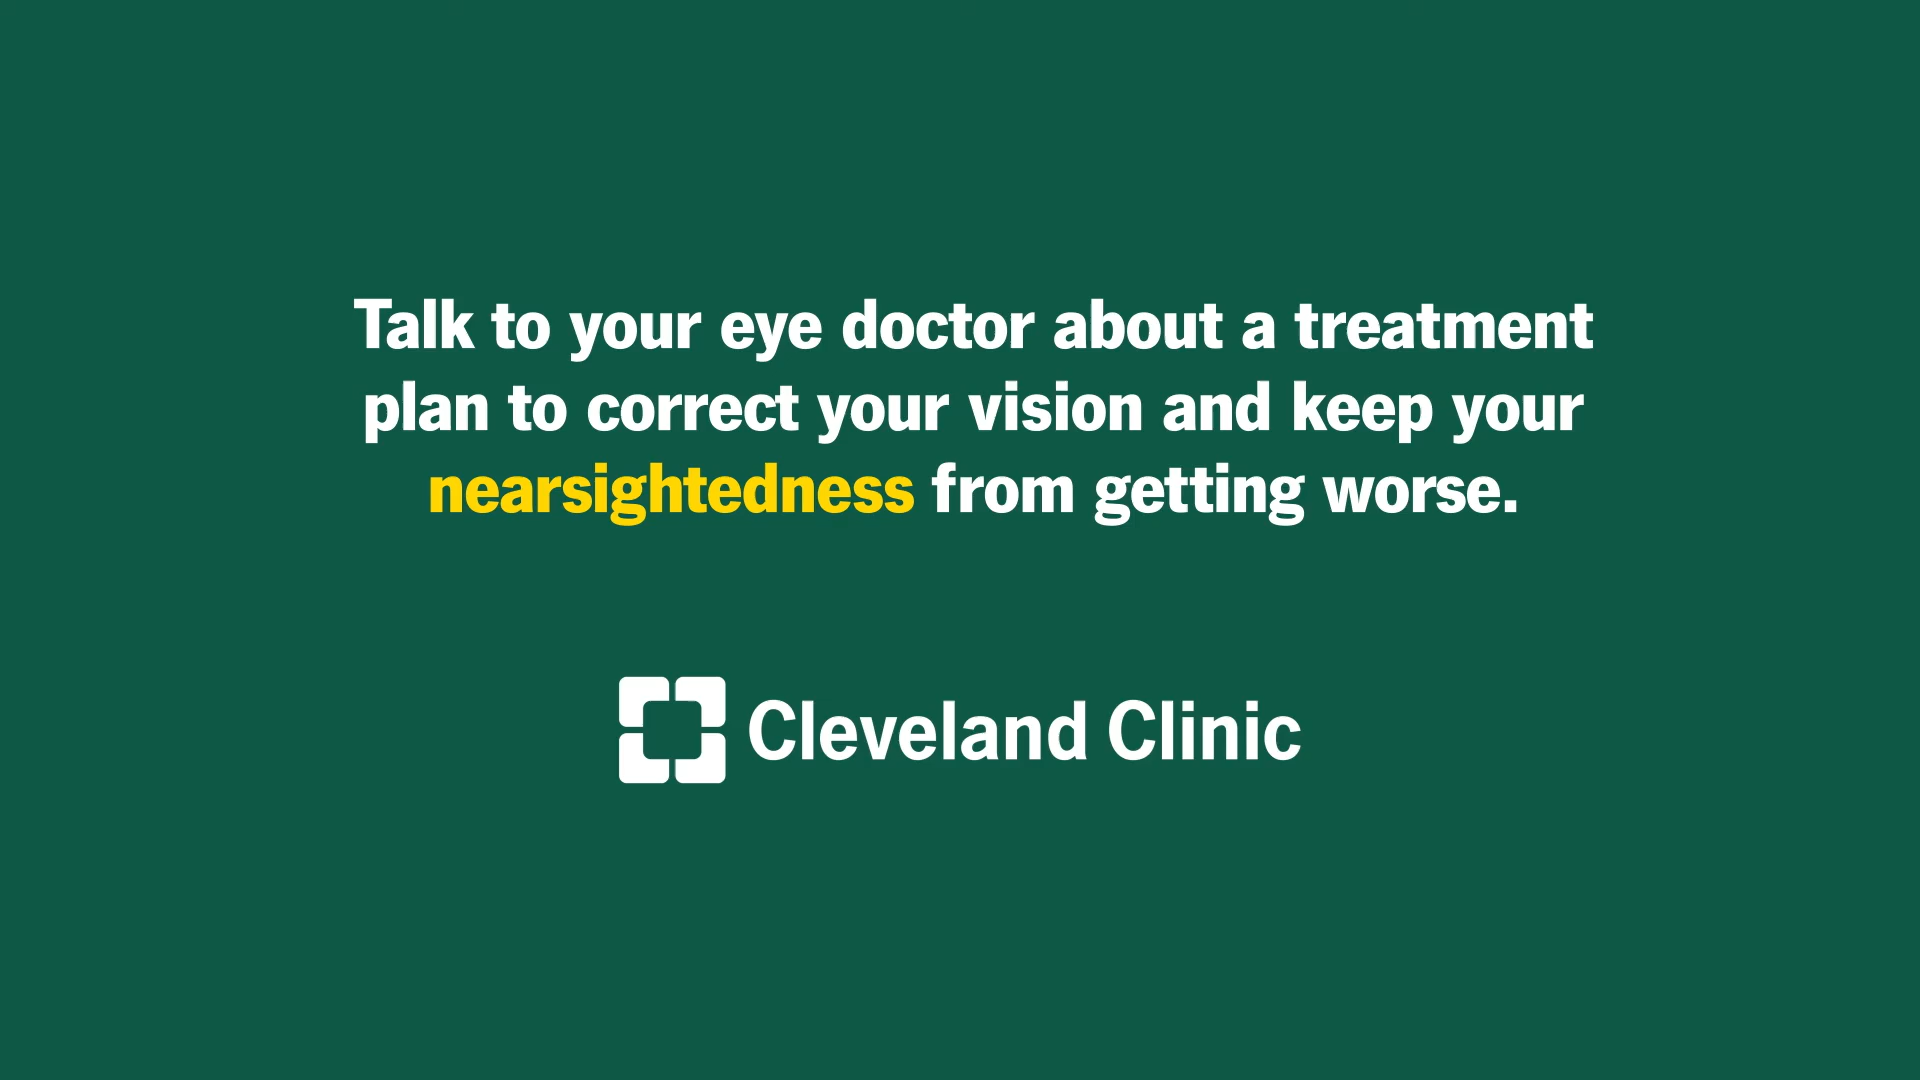 Talk to your eye doctor about a treatment
plan to correct your vision and keep your
nearsightedness from getting worse.
Cleveland Clinic